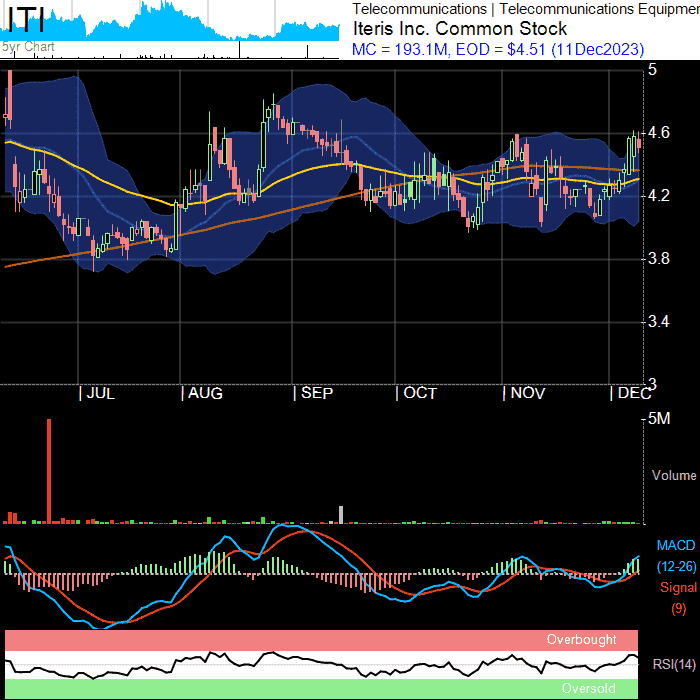 ITI
5yr Chart
Telecommunications | Telecommunications Equipmen
Iteris Inc. Common Stock
MC = 193.1M, EOD = $4.51 (11Dec2023)
5
4.6
4.2
3.8
3.4
3
| JUL | AUG | SEP | OCT | NOV | DEC
5M
Volume
MACD
(12-26)
Signal
(9)
Overbought
RSI(14)
Oversold